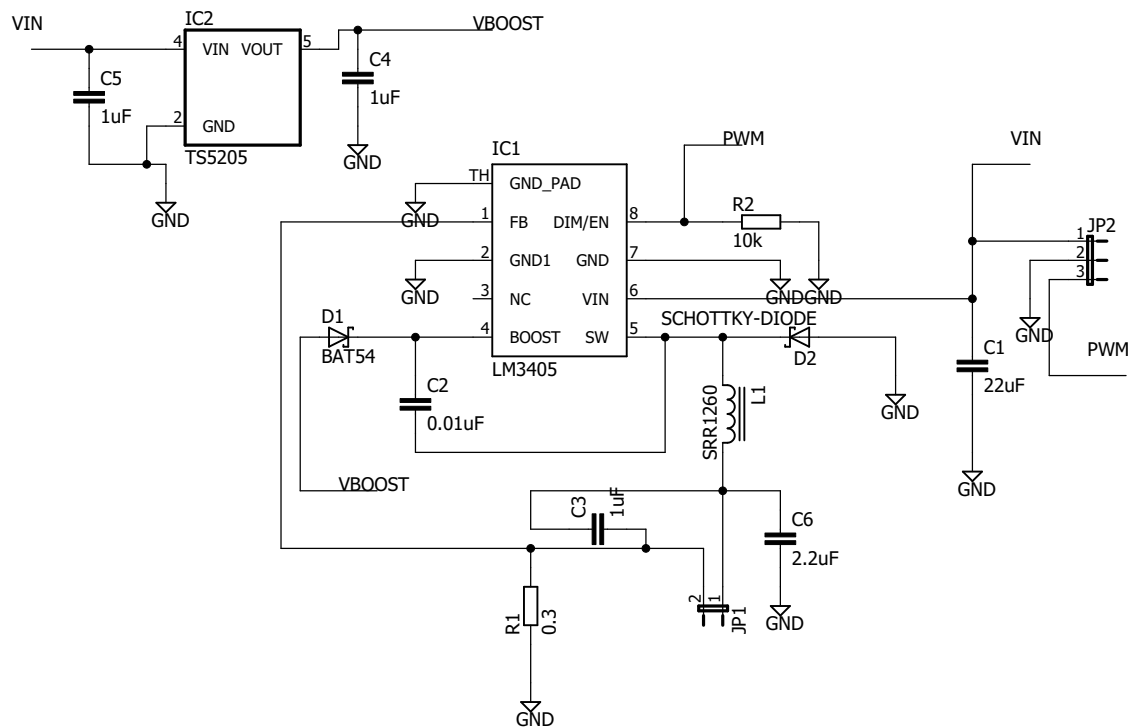 VIN
IC2
VBOOST
4
VIN
VOUT
5
C5
1uF
C4
1uF
2
GND
TS5205
GND
GND
IC1
PWM
VIN
TH
GND_PAD
GND
1
FB
DIM/EN
8
R2
10k
JP2
1
2
3
2
GND1
GND
7
GND
GND
GND
GND
3
NC
VIN
6
D1
BAT54
SCHOTTKY-DIODE
4
BOOST
SW
5
D2
LM3405
C1
22uF
PWM
C2
0.01uF
SRR1260
L1
GND
GND
VBOOST
C3
1uF
C6
2.2uF
R1
0.3
2
1
JP1
GND
GND